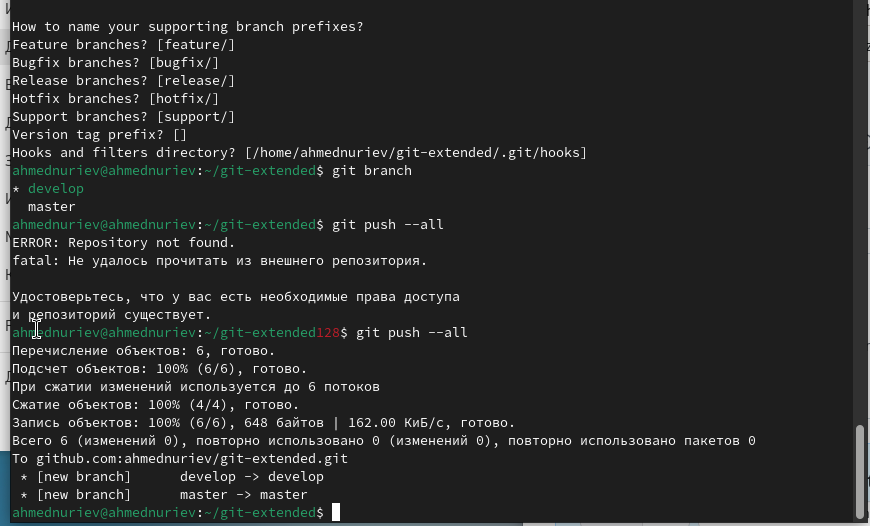 How to name your supporting branch prefixes?
Feature branches? [feature/]
Bugfix branches? [bugfix/]
Release branches? [release/]
Hotfix branches? [hotfix/]
Support branches? [support/]
Version tag prefix? []
Hooks and filters directory? [/home/ahmednuriev/git-extended/.git/hooks]
ahmednuriev@ahmednuriev:~/git-extended$ git branch
* develop
  master
ahmednuriev@ahmednuriev:~/git-extended$ git push --all
ERROR: Repository not found.
fatal: Не удалось прочитать из внешнего репозитория.

Удостоверьтесь, что у вас есть необходимые права доступа
и репозиторий существует.
ahmednuriev@ahmednuriev:~/git-extended128$ git push --all
Перечисление объектов: 6, готово.
Подсчет объектов: 100% (6/6), готово.
При сжатии изменений используется до 6 потоков
Сжатие объектов: 100% (4/4), готово.
Запись объектов: 100% (6/6), 648 байтов | 162.00 КиБ/с, готово.
Всего 6 (изменений 0), повторно использовано 0 (изменений 0), повторно использовано пакетов 0
To github.com:ahmednuriev/git-extended.git
 * [new branch]      develop -> develop
 * [new branch]      master -> master
ahmednuriev@ahmednuriev:~/git-extended$